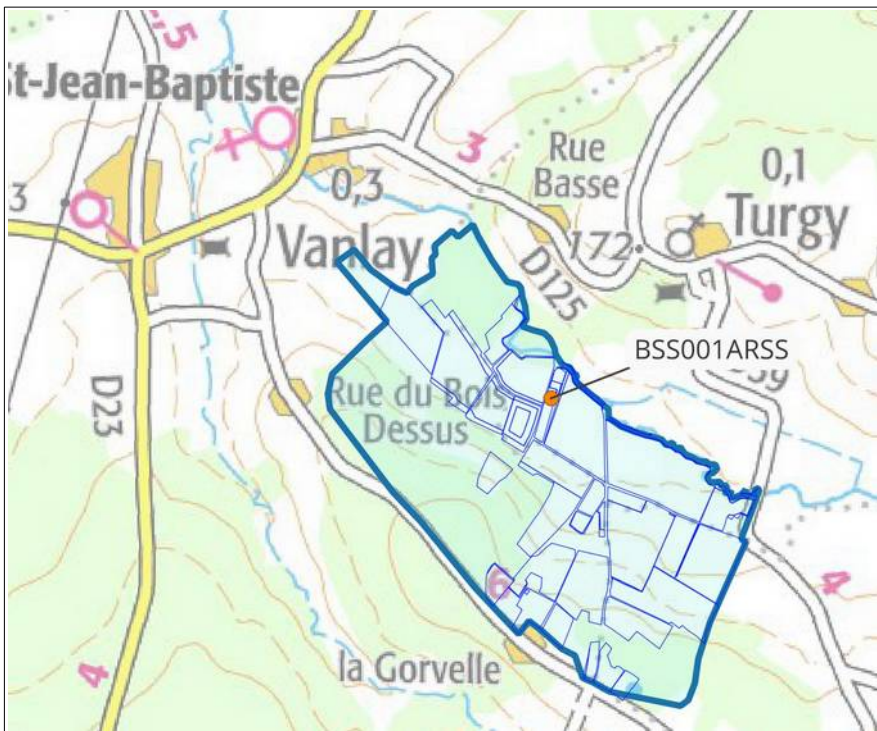 5
t-Jean-Baptiste
3
Rue
Basse
0,1
Turgy
3
0,3
172
Vanlay
D125
BSS001ARSS
D23
Rue du Bois
Dessus
6
4
4
la Gorvelle